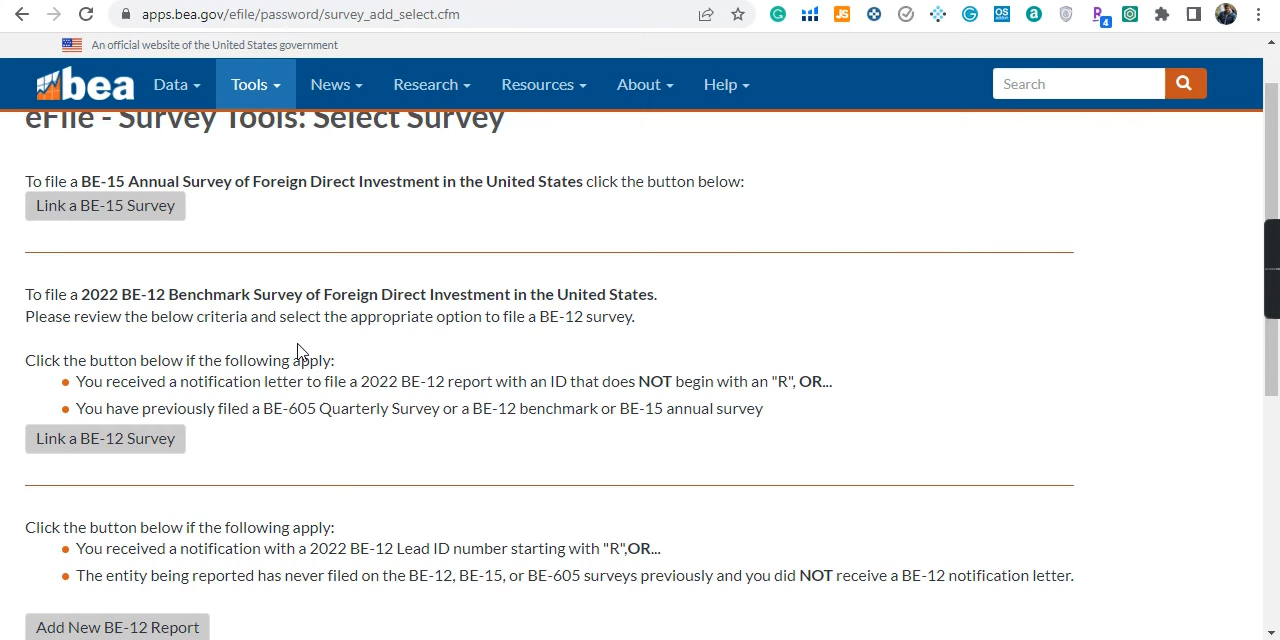 apps.bea.gov/efile/password/survey_add_select.cfm
JS
OS
4
An official website of the United States government
bea Data Tools News Research Resources About Help Search
eFile - Survey Tools: Select Survey
To file a BE-15 Annual Survey of Foreign Direct Investment in the United States click the button below:
Link a BE-15 Survey
To file a 2022 BE-12 Benchmark Survey of Foreign Direct Investment in the United States.
Please review the below criteria and select the appropriate option to file a BE-12 survey.
Click the button below if the following apply:
You received a notification letter to file a 2022 BE-12 report with an ID that does NOT begin with an "R", OR...
You have previously filed a BE-605 Quarterly Survey or a BE-12 benchmark or BE-15 annual survey
Link a BE-12 Survey
Click the button below if the following apply:
You received a notification with a 2022 BE-12 Lead ID number starting with "R",OR...
The entity being reported has never filed on the BE-12, BE-15, or BE-605 surveys previously and you did NOT receive a BE-12 notification letter.
Add New BE-12 Report